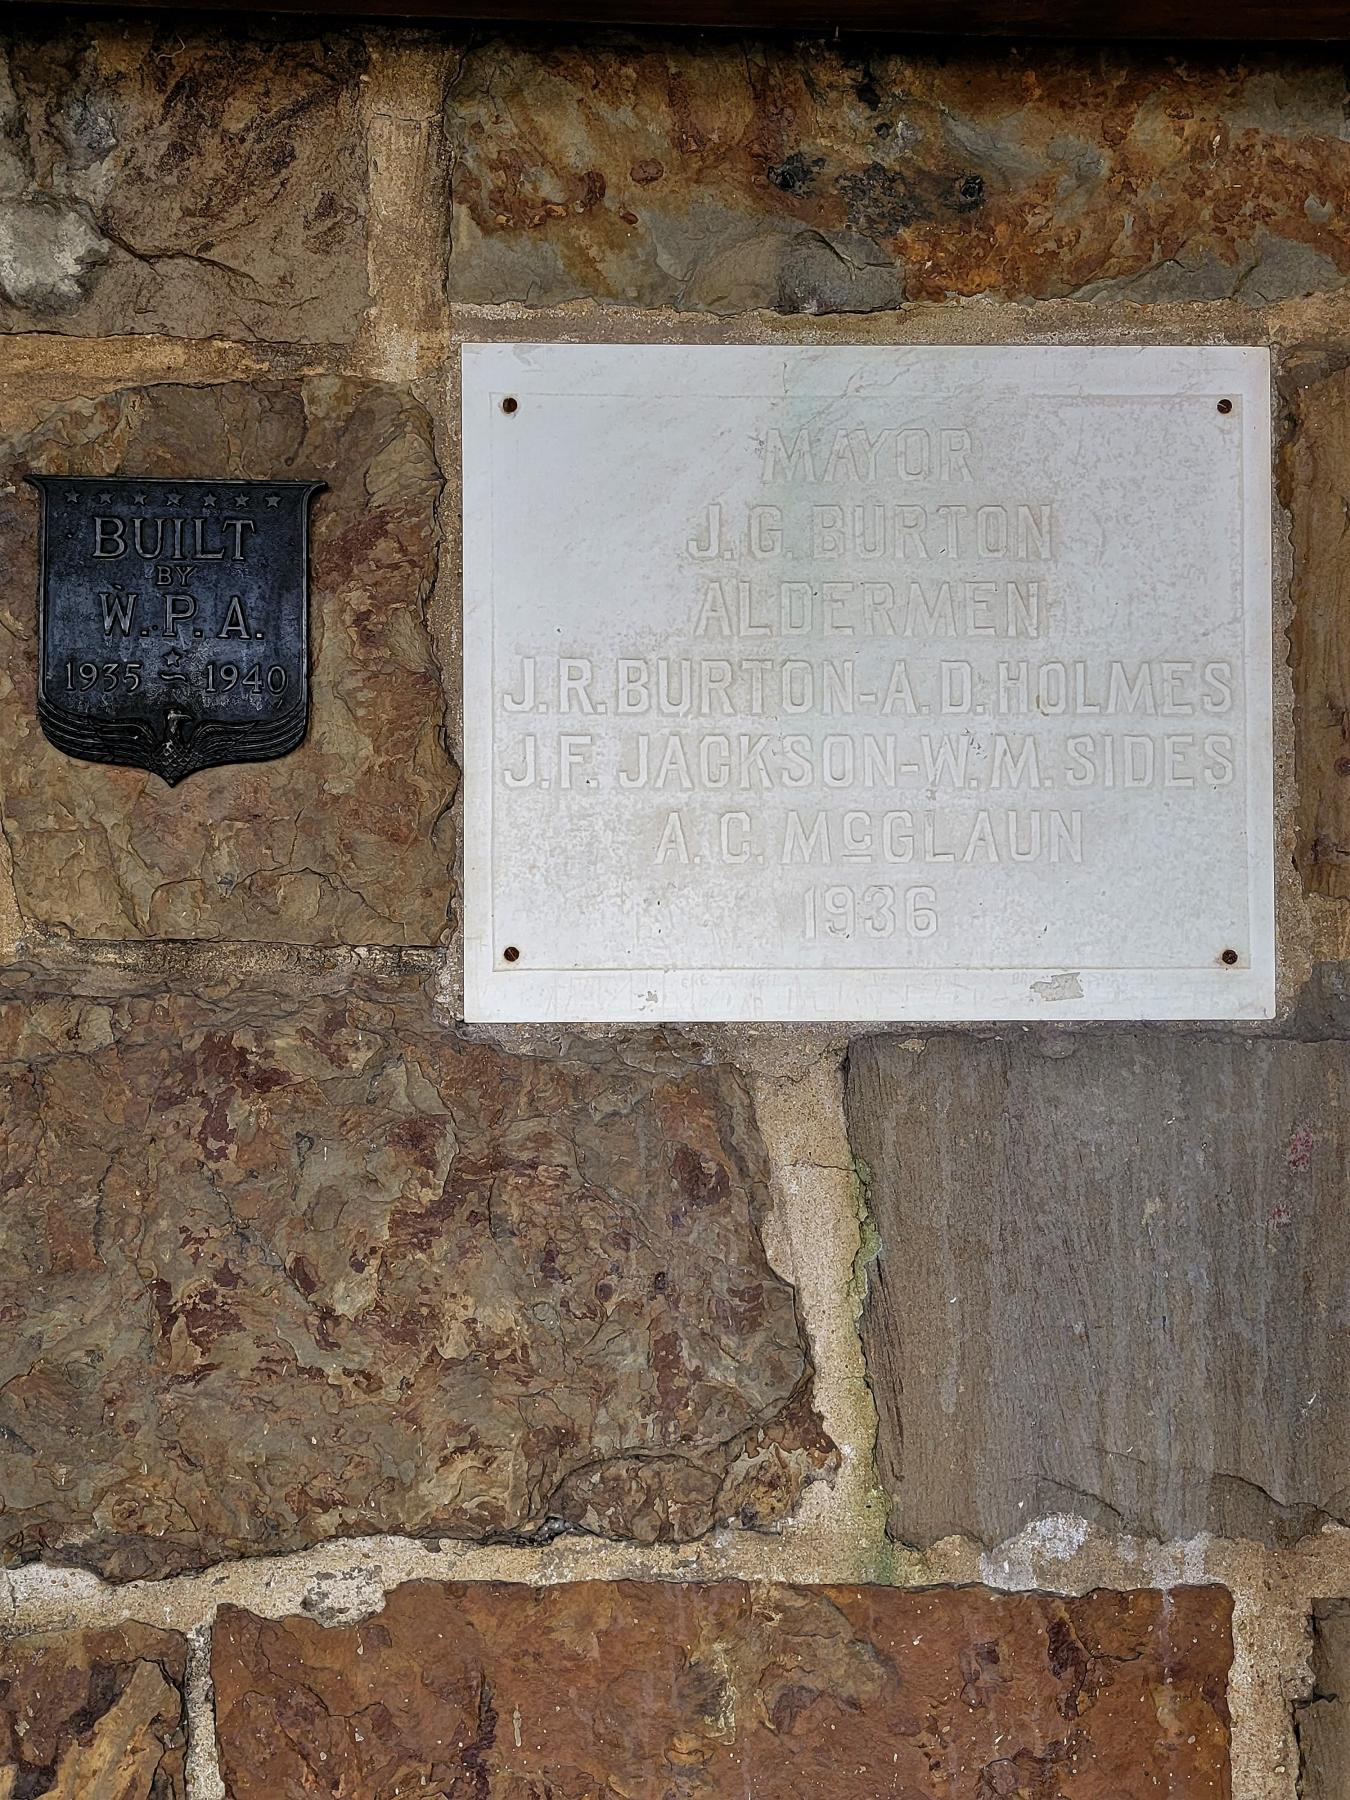 BUILT
BY
W.P.A.
1935 ~ 1940
MAYOR
J.G. BURTON
ALDERMEN
J.R. BURTON-A.D. HOLMES
J.F. JACKSON-W.M. SIDES
A.C. McGLAUN
1936